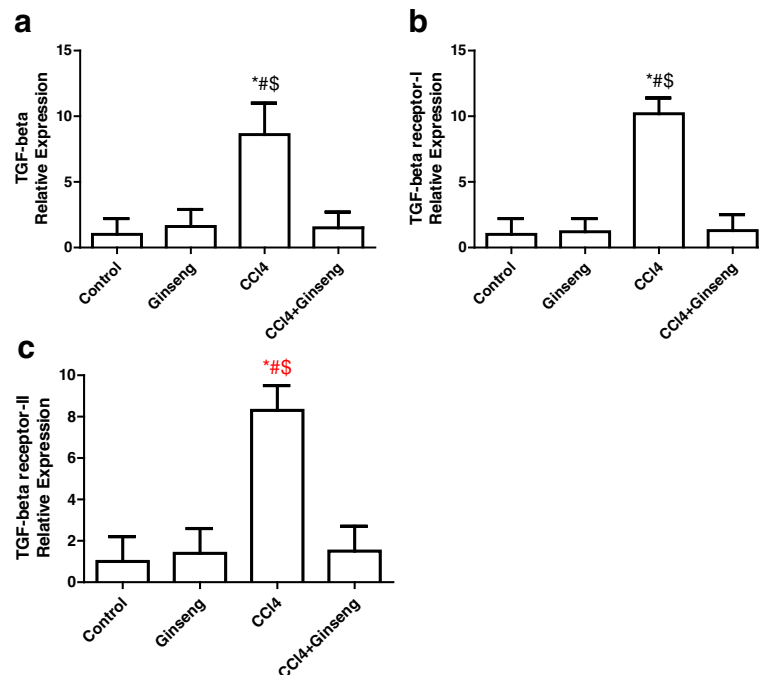 a
TGF-beta
Relative Expression
15
10
5
0
*#$
Control
Ginseng
CCl4
CCl4+Ginseng
b
TGF-beta receptor-I
Relative Expression
15
10
5
0
*#$
Control
Ginseng
CCl4
CCl4+Ginseng
c
TGF-beta receptor-II
Relative Expression
10
8
6
4
2
0
*#$
Control
Ginseng
CCl4
CCl4+Ginseng